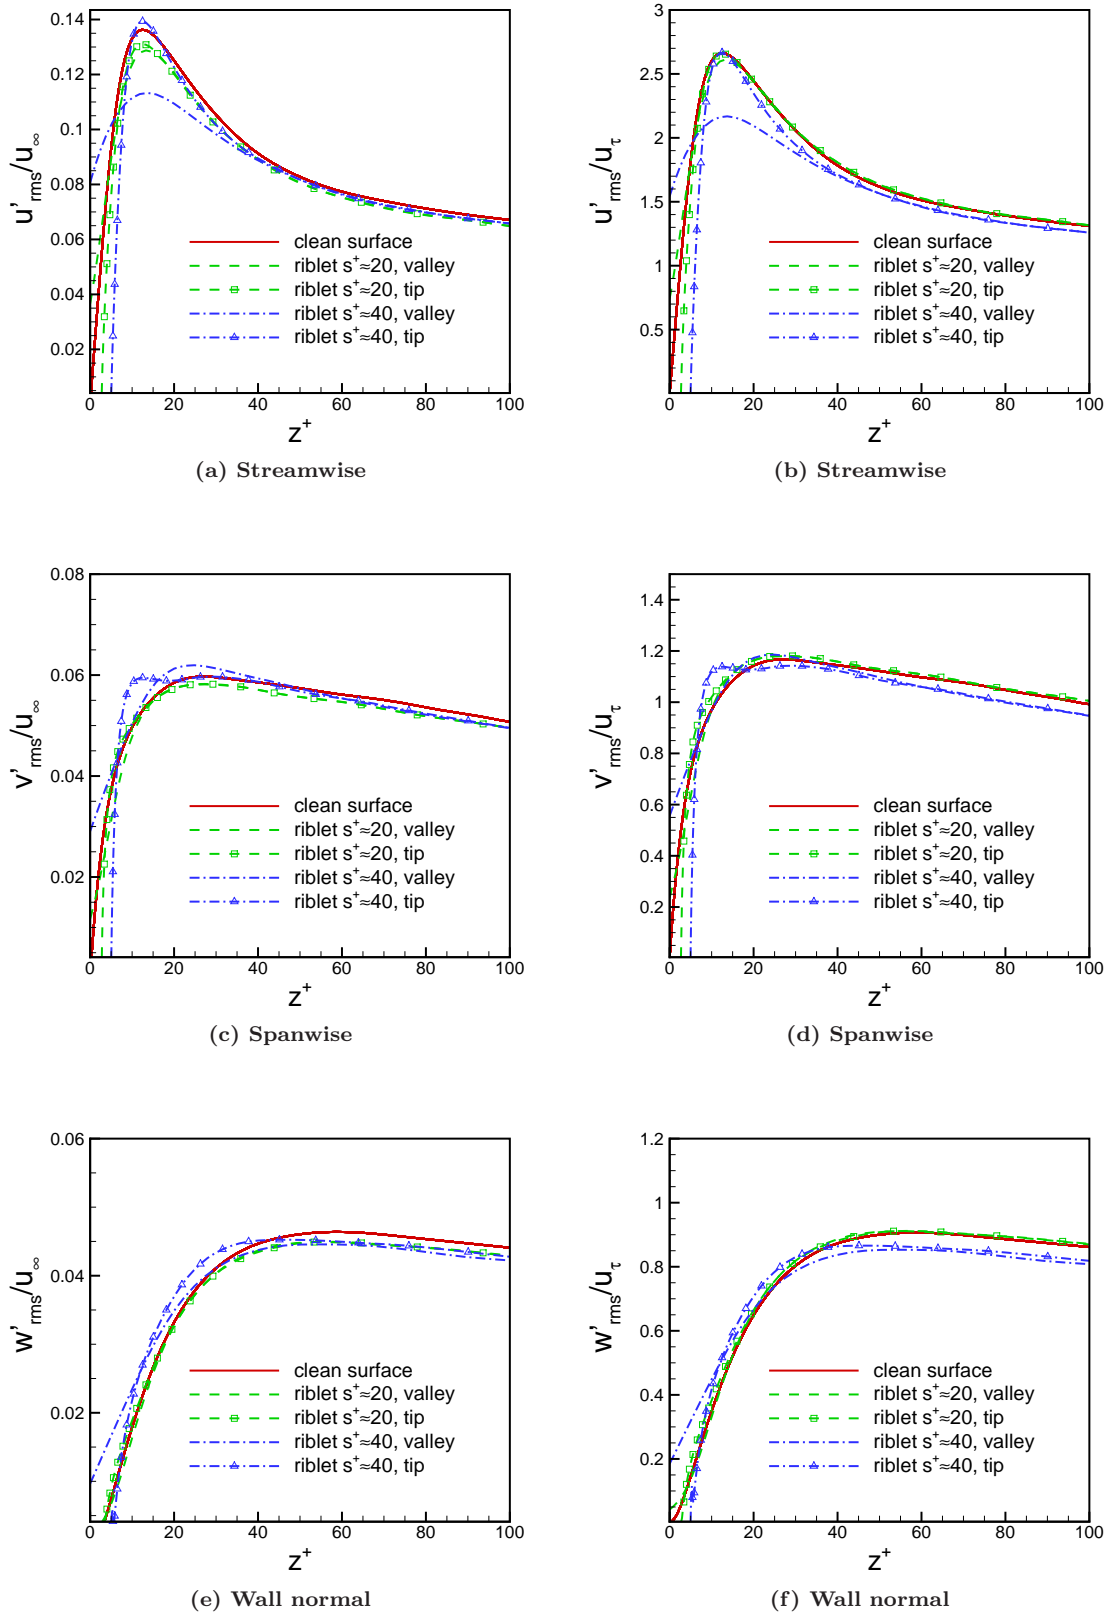 u'rms/u∞
0.14
0.12
0.1
0.08
0.06
0.04
0.02
clean surface
riblet s+≈20, valley
riblet s+≈20, tip
riblet s+≈40, valley
riblet s+≈40, tip
0 20 40 60 80 100
z+
(a) Streamwise
u'rms/uτ
3
2.5
2
1.5
1
0.5
clean surface
riblet s+≈20, valley
riblet s+≈20, tip
riblet s+≈40, valley
riblet s+≈40, tip
0 20 40 60 80 100
z+
(b) Streamwise
v'rms/u∞
0.08
0.06
0.04
0.02
clean surface
riblet s+≈20, valley
riblet s+≈20, tip
riblet s+≈40, valley
riblet s+≈40, tip
0 20 40 60 80 100
z+
(c) Spanwise
v'rms/uτ
1.4
1.2
1
0.8
0.6
0.4
0.2
clean surface
riblet s+≈20, valley
riblet s+≈20, tip
riblet s+≈40, valley
riblet s+≈40, tip
0 20 40 60 80 100
z+
(d) Spanwise
w'rms/u∞
0.06
0.04
0.02
clean surface
riblet s+≈20, valley
riblet s+≈20, tip
riblet s+≈40, valley
riblet s+≈40, tip
0 20 40 60 80 100
z+
(e) Wall normal
w'rms/uτ
1.2
1
0.8
0.6
0.4
0.2
clean surface
riblet s+≈20, valley
riblet s+≈20, tip
riblet s+≈40, valley
riblet s+≈40, tip
0 20 40 60 80 100
z+
(f) Wall normal